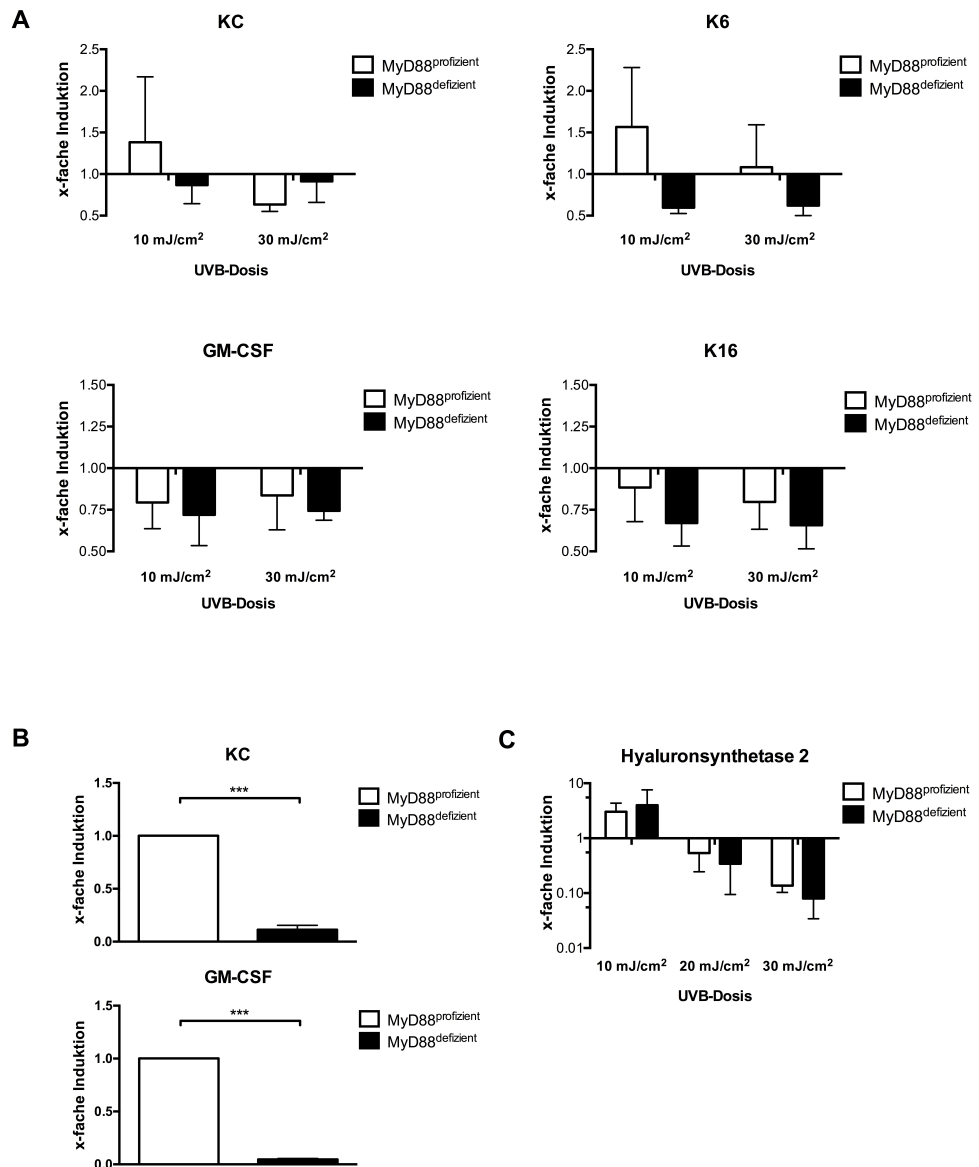 A
KC
x-fache Induktion
2.5
2.0
1.5
1.0
0.5
10 mJ/cm²
30 mJ/cm²
UVB-Dosis
MyD88profizient
MyD88defizient
K6
x-fache Induktion
2.5
2.0
1.5
1.0
0.5
10 mJ/cm²
30 mJ/cm²
UVB-Dosis
MyD88profizient
MyD88defizient
GM-CSF
x-fache Induktion
1.50
1.25
1.00
0.75
0.50
10 mJ/cm²
30 mJ/cm²
UVB-Dosis
MyD88profizient
MyD88defizient
K16
x-fache Induktion
1.50
1.25
1.00
0.75
0.50
10 mJ/cm²
30 mJ/cm²
UVB-Dosis
MyD88profizient
MyD88defizient
B
KC
x-fache Induktion
1.5
1.0
0.5
0.0
***
MyD88profizient
MyD88defizient
GM-CSF
x-fache Induktion
1.5
1.0
0.5
0.0
***
MyD88profizient
MyD88defizient
C
Hyaluronsynthetase 2
x-fache Induktion
10
1
0.10
0.01
10 mJ/cm²
20 mJ/cm²
30 mJ/cm²
UVB-Dosis
MyD88profizient
MyD88defizient